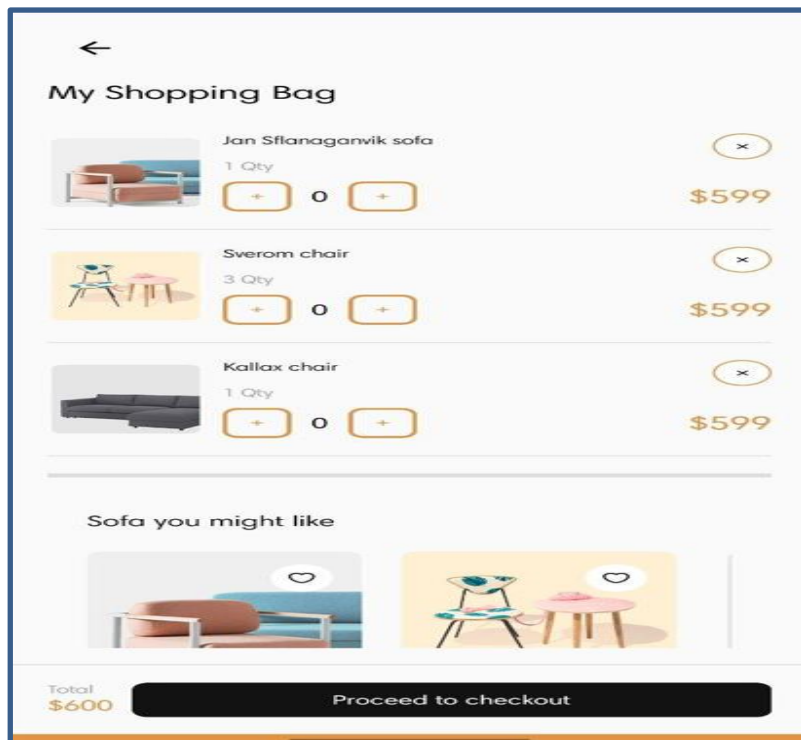 My Shopping Bag
Jan Sflanaganvik sofa
1 Qty
+ 0 +
$599
Sverom chair
3 Qty
+ 0 +
$599
Kallax chair
1 Qty
+ 0 +
$599
Sofa you might like
Total
$600
Proceed to checkout